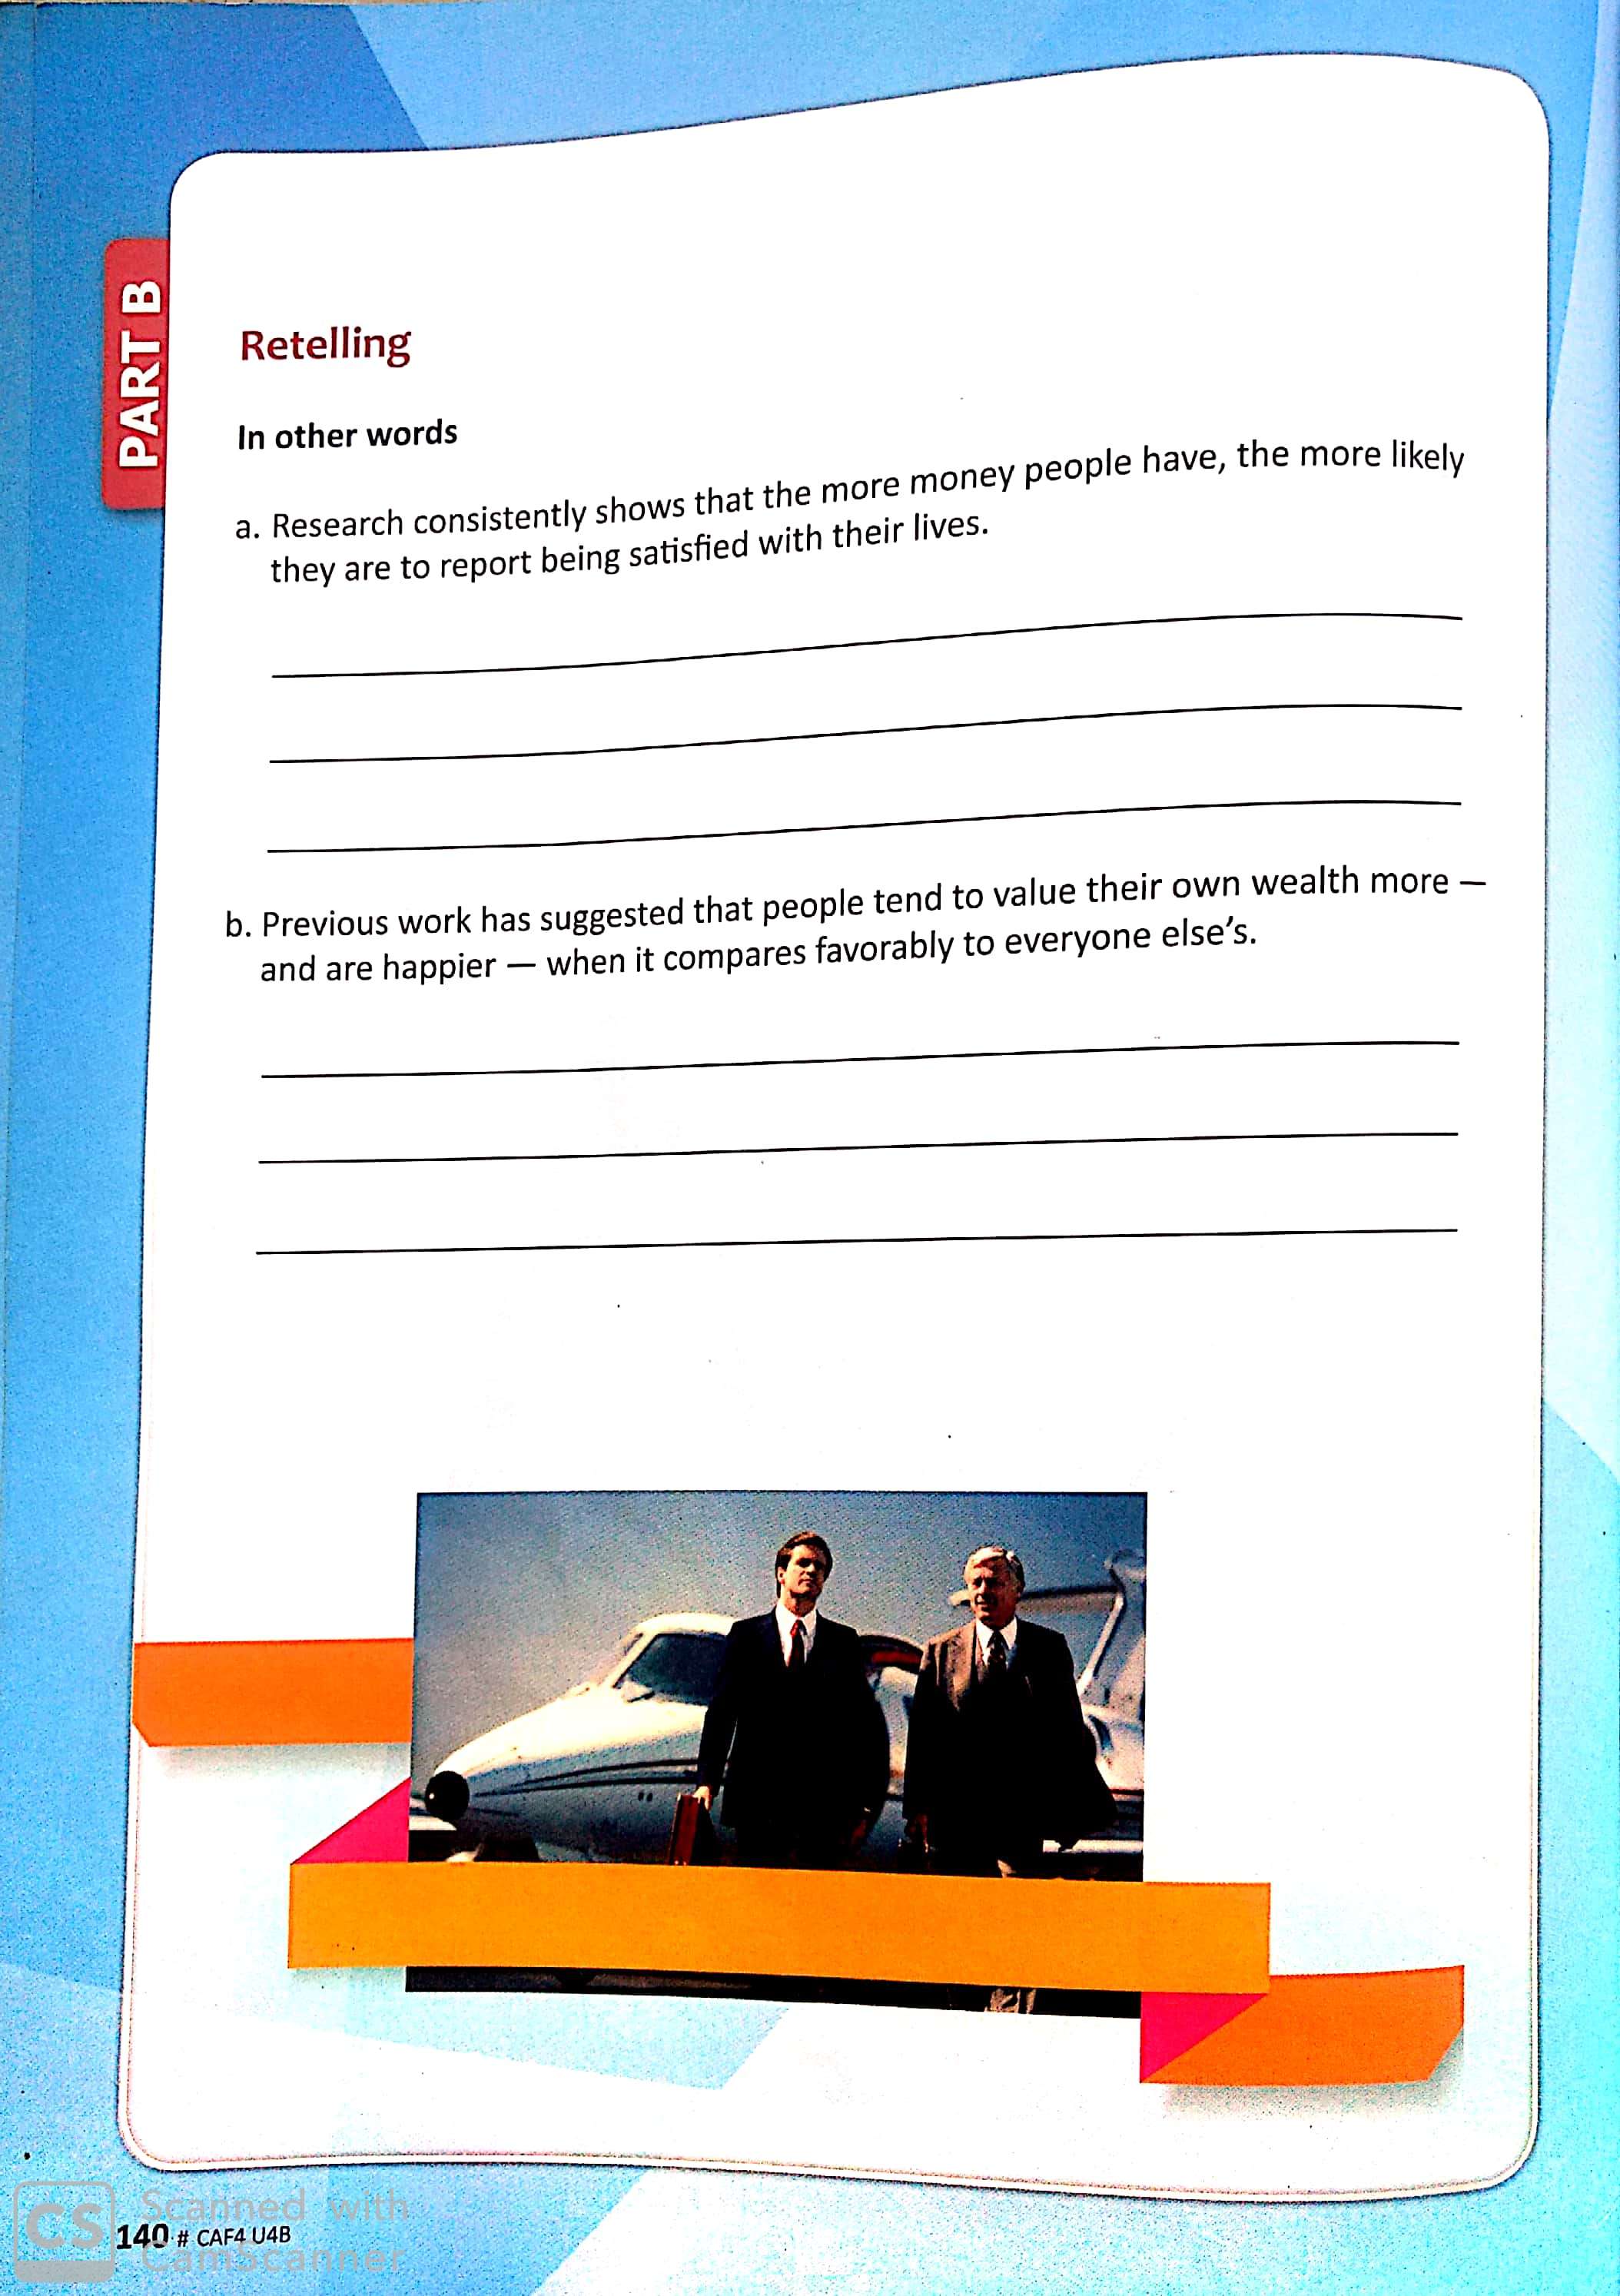 PART B
Retelling
In other words
a. Research consistently shows that the more money people have, the more likely
they are to report being satisfied with their lives.
b. Previous work has suggested that people tend to value their own wealth more —
and are happier — when it compares favorably to everyone else's.
CS Scanned with
CamScanner
140 # CAF4 U4B